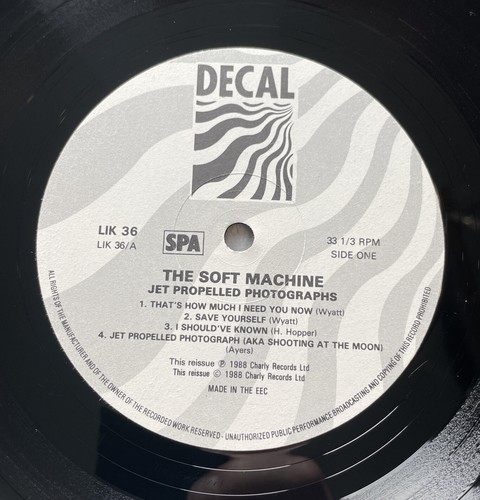 DECAL
LIK 36
LIK 36/A
SPA
33 1/3 RPM
SIDE ONE
THE SOFT MACHINE
JET PROPELLED PHOTOGRAPHS
1. THAT'S HOW MUCH I NEED YOU NOW (Wyatt)
2. SAVE YOURSELF (Wyatt)
3. I SHOULD'VE KNOWN (H. Hopper)
4. JET PROPELLED PHOTOGRAPH (AKA SHOOTING AT THE MOON)
(Ayers)
This reissue ℗ 1988 Charly Records Ltd
This reissue © 1988 Charly Records Ltd
MADE IN THE EEC
ALL RIGHTS OF THE MANUFACTURER AND OF THE OWNER OF THE RECORDED WORK RESERVED - UNAUTHORIZED PUBLIC PERFORMANCE BROADCASTING AND COPYING OF THIS RECORD PROHIBITED